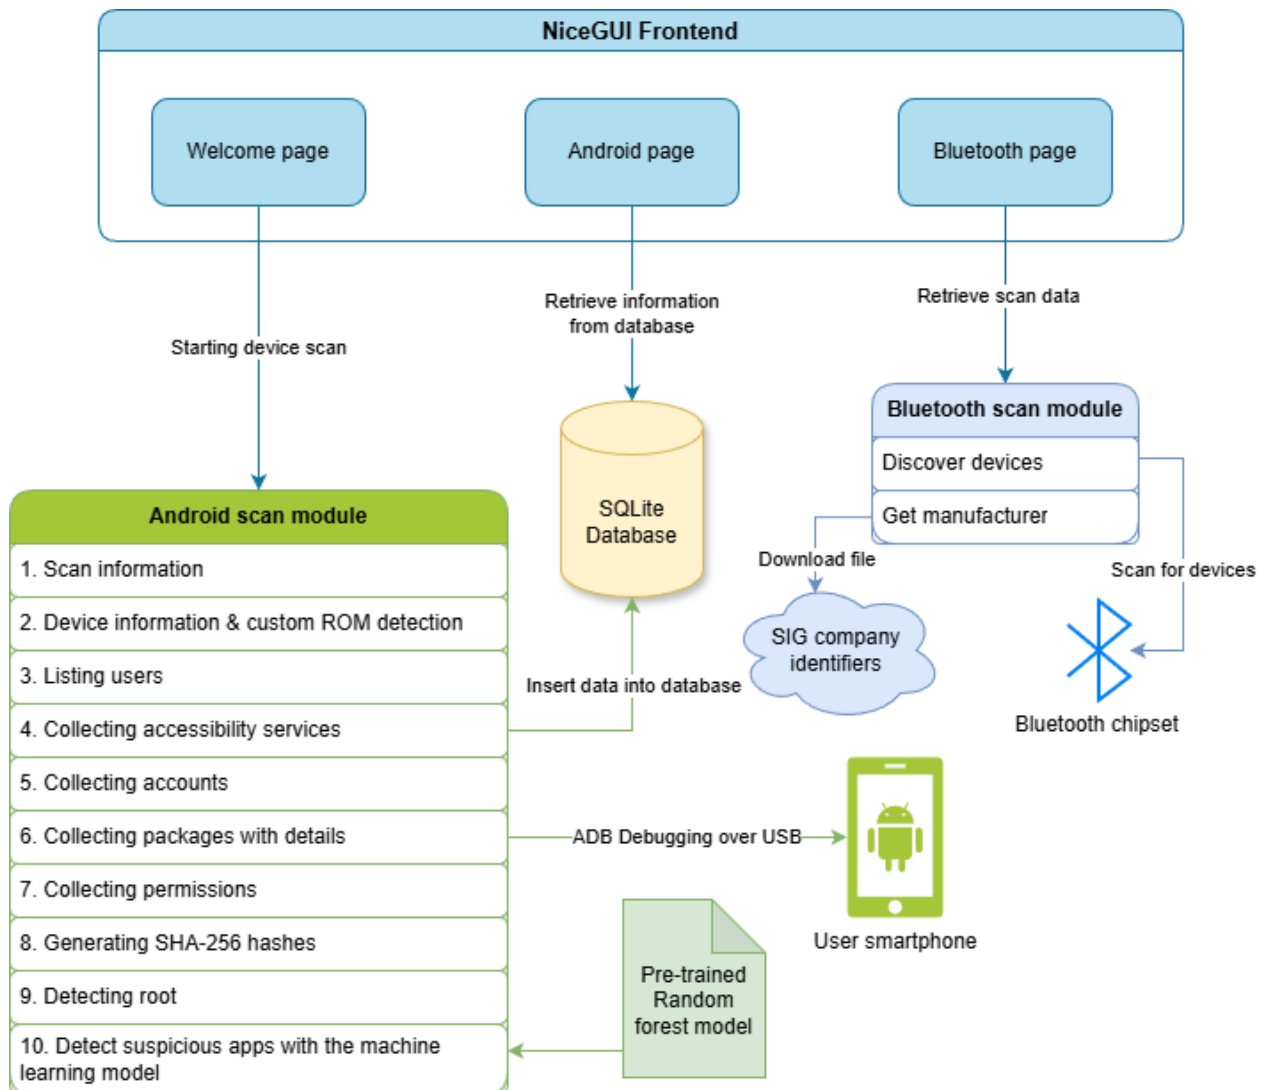 NiceGUI Frontend
Welcome page
Android page
Bluetooth page
Retrieve information
from database
Retrieve scan data
Starting device scan
Bluetooth scan module
Discover devices
Get manufacturer
SQLite
Database
Download file
Scan for devices
SIG company
identifiers
Bluetooth chipset
Android scan module
1. Scan information
2. Device information & custom ROM detection
3. Listing users
4. Collecting accessibility services
5. Collecting accounts
6. Collecting packages with details
7. Collecting permissions
8. Generating SHA-256 hashes
9. Detecting root
10. Detect suspicious apps with the machine
learning model
Insert data into database
ADB Debugging over USB
User smartphone
Pre-trained
Random
forest model